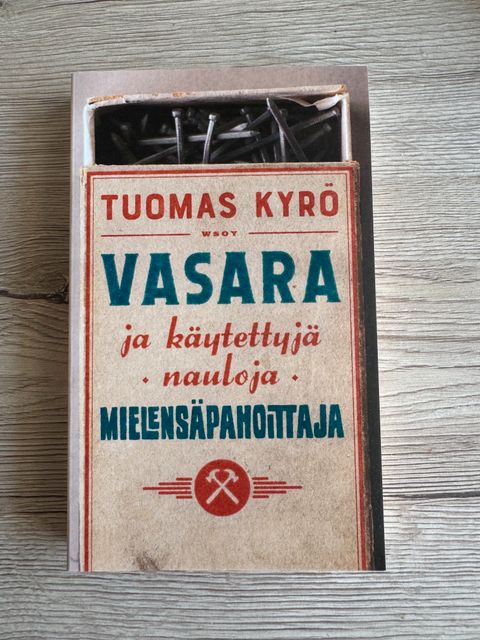 TUOMAS KYRÖ
WSOY
VASARA
ja käytettyjä
· nauloja ·
MIELENSÄPAHOITTAJA